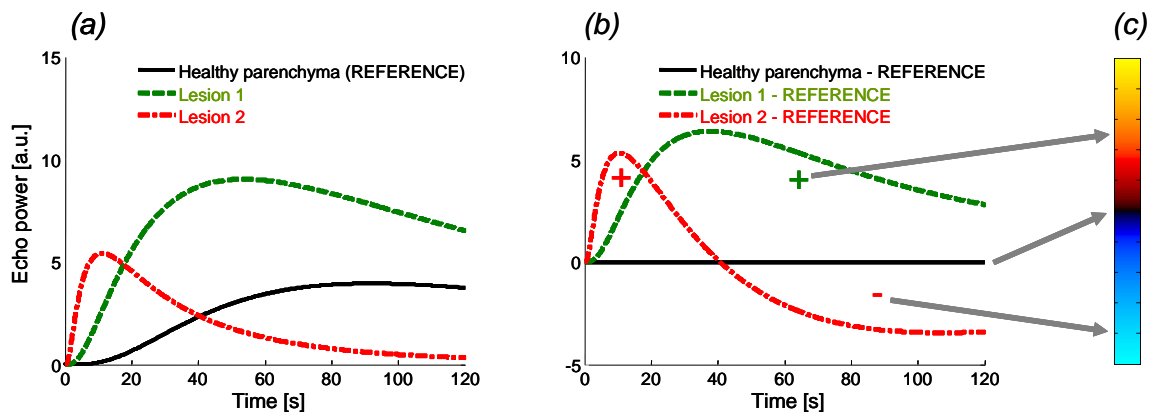 (a)
15
10
5
0
Echo power [a.u.]
Healthy parenchyma (REFERENCE)
Lesion 1
Lesion 2
0 20 40 60 80 100 120
Time [s]
(b)
10
5
0
-5
Healthy parenchyma - REFERENCE
Lesion 1 - REFERENCE
Lesion 2 - REFERENCE
+
+
-
0 20 40 60 80 100 120
Time [s]
(c)